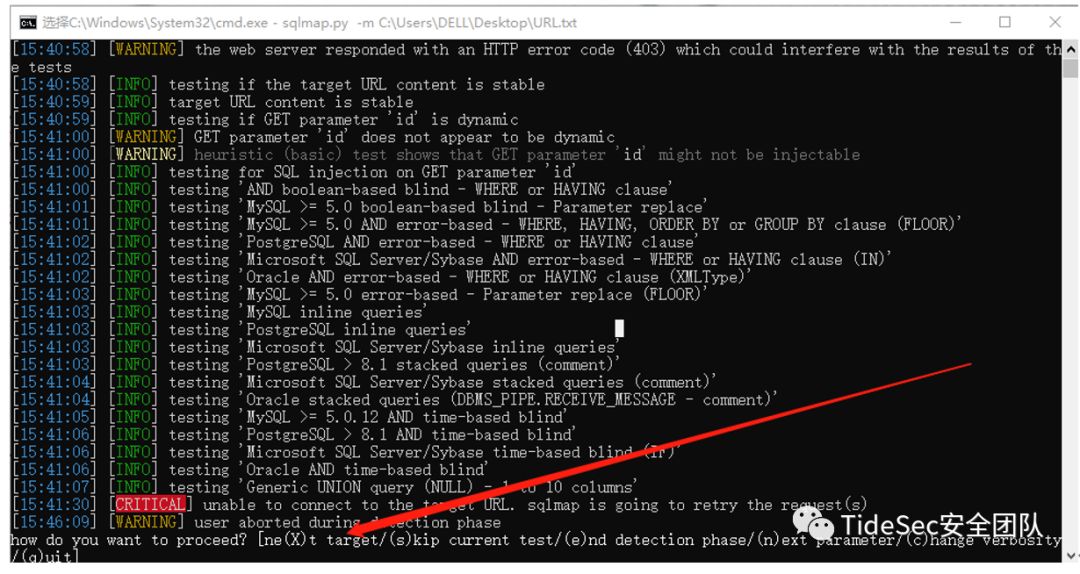 选择C:\Windows\System32\cmd.exe - sqlmap.py -m C:\Users\DELL\Desktop\URL.txt
[15:40:58] [WARNING] the web server responded with an HTTP error code (403) which could interfere with the results of th
e tests
[15:40:58] [INFO] testing if the target URL content is stable
[15:40:59] [INFO] target URL content is stable
[15:40:59] [INFO] testing if GET parameter 'id' is dynamic
[15:41:00] [WARNING] GET parameter 'id' does not appear to be dynamic
[15:41:00] [WARNING] heuristic (basic) test shows that GET parameter 'id' might not be injectable
[15:41:00] [INFO] testing for SQL injection on GET parameter 'id'
[15:41:00] [INFO] testing 'AND boolean-based blind - WHERE or HAVING clause'
[15:41:01] [INFO] testing 'MySQL >= 5.0 boolean-based blind - Parameter replace'
[15:41:01] [INFO] testing 'MySQL >= 5.0 AND error-based - WHERE, HAVING, ORDER BY or GROUP BY clause (FLOOR)'
[15:41:02] [INFO] testing 'PostgreSQL AND error-based - WHERE or HAVING clause'
[15:41:02] [INFO] testing 'Microsoft SQL Server/Sybase AND error-based - WHERE or HAVING clause (IN)'
[15:41:02] [INFO] testing 'Oracle AND error-based - WHERE or HAVING clause (XMLType)'
[15:41:03] [INFO] testing 'MySQL >= 5.0 error-based - Parameter replace (FLOOR)'
[15:41:03] [INFO] testing 'MySQL inline queries'
[15:41:03] [INFO] testing 'PostgreSQL inline queries'
[15:41:03] [INFO] testing 'Microsoft SQL Server/Sybase inline queries'
[15:41:03] [INFO] testing 'PostgreSQL > 8.1 stacked queries (comment)'
[15:41:04] [INFO] testing 'Microsoft SQL Server/Sybase stacked queries (comment)'
[15:41:04] [INFO] testing 'Oracle stacked queries (DBMS_PIPE.RECEIVE_MESSAGE - comment)'
[15:41:05] [INFO] testing 'MySQL >= 5.0.12 AND time-based blind'
[15:41:06] [INFO] testing 'PostgreSQL > 8.1 AND time-based blind'
[15:41:06] [INFO] testing 'Microsoft SQL Server/Sybase time-based blind (IF)'
[15:41:06] [INFO] testing 'Oracle AND time-based blind'
[15:41:07] [INFO] testing 'Generic UNION query (NULL) - 1 to 10 columns'
[15:41:30] [CRITICAL] unable to connect to the target URL. sqlmap is going to retry the request(s)
[15:46:09] [WARNING] user aborted during detection phase
how do you want to proceed? [ne(X)t target/(s)kip current test/(e)nd detection phase/(n)ext parameter/(c)hange verbosity
/(q)uit]
TideSec安全团队